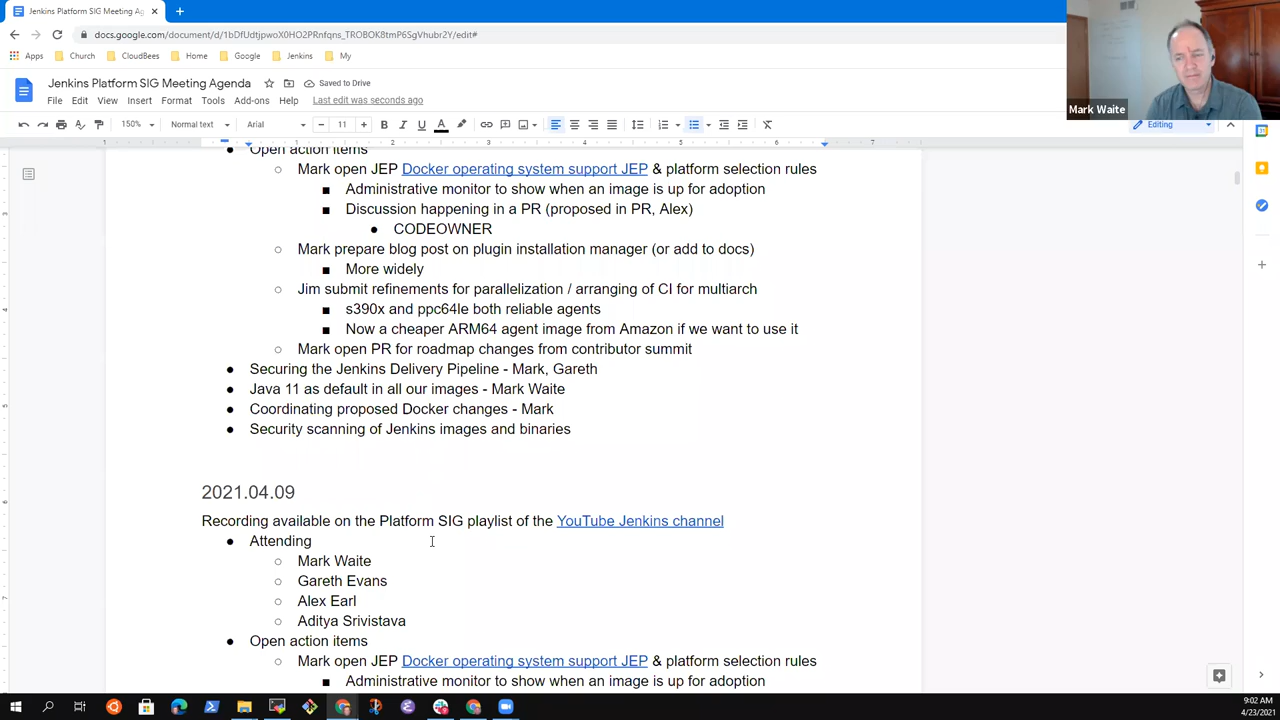 Jenkins Platform SIG Meeting Ag
docs.google.com/document/d/1bDfUdtjpwoX0HO2PRnfqns_TROBOK8tmP6SgVhubr2Y/edit#
Apps Church CloudBees Home Google Jenkins My
Jenkins Platform SIG Meeting Agenda
Saved to Drive
File Edit View Insert Format Tools Add-ons Help Last edit was seconds ago
150% Normal text Arial 11 Editing
Mark Waite
1 1 2 3 4 5 6 7
Open action items
Mark open JEP Docker operating system support JEP & platform selection rules
Administrative monitor to show when an image is up for adoption
Discussion happening in a PR (proposed in PR, Alex)
CODEOWNER
Mark prepare blog post on plugin installation manager (or add to docs)
More widely
Jim submit refinements for parallelization / arranging of CI for multiarch
s390x and ppc64le both reliable agents
Now a cheaper ARM64 agent image from Amazon if we want to use it
Mark open PR for roadmap changes from contributor summit
Securing the Jenkins Delivery Pipeline - Mark, Gareth
Java 11 as default in all our images - Mark Waite
Coordinating proposed Docker changes - Mark
Security scanning of Jenkins images and binaries
2021.04.09
Recording available on the Platform SIG playlist of the YouTube Jenkins channel
Attending
Mark Waite
Gareth Evans
Alex Earl
Aditya Srivistava
Open action items
Mark open JEP Docker operating system support JEP & platform selection rules
Administrative monitor to show when an image is up for adoption
9:02 AM
4/23/2021